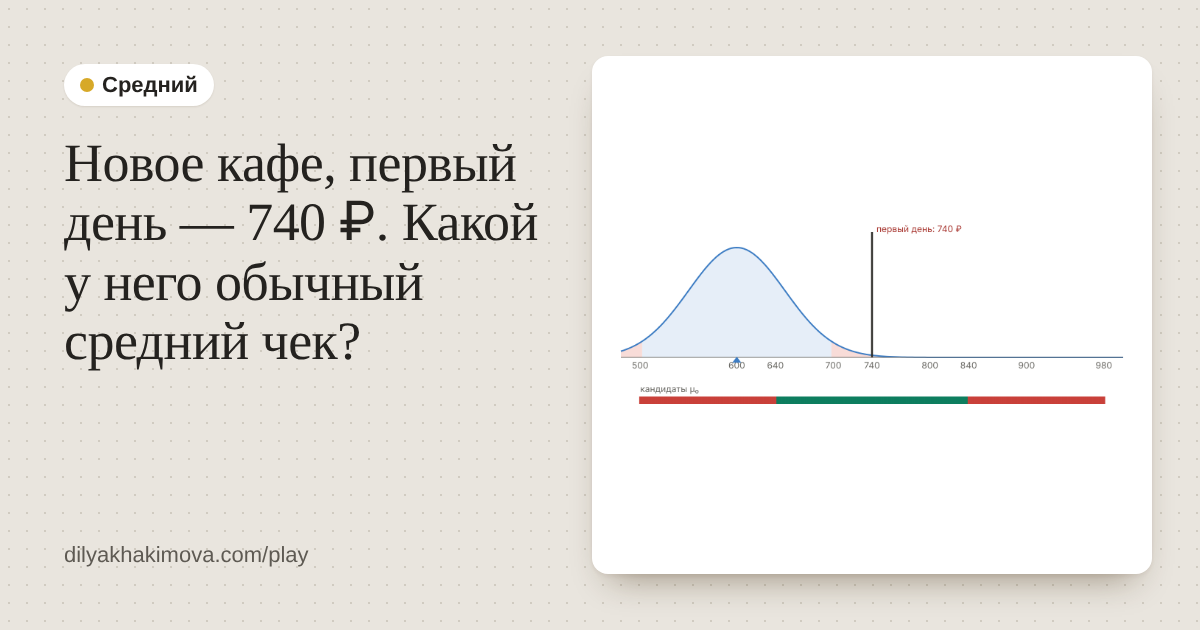 Средний
Новое кафе, первый
день — 740 ₽. Какой
у него обычный
средний чек?
dilyakhakimova.com/play
первый день: 740 ₽
500 600 640 700 740 800 840 900 980
кандидаты μ₀